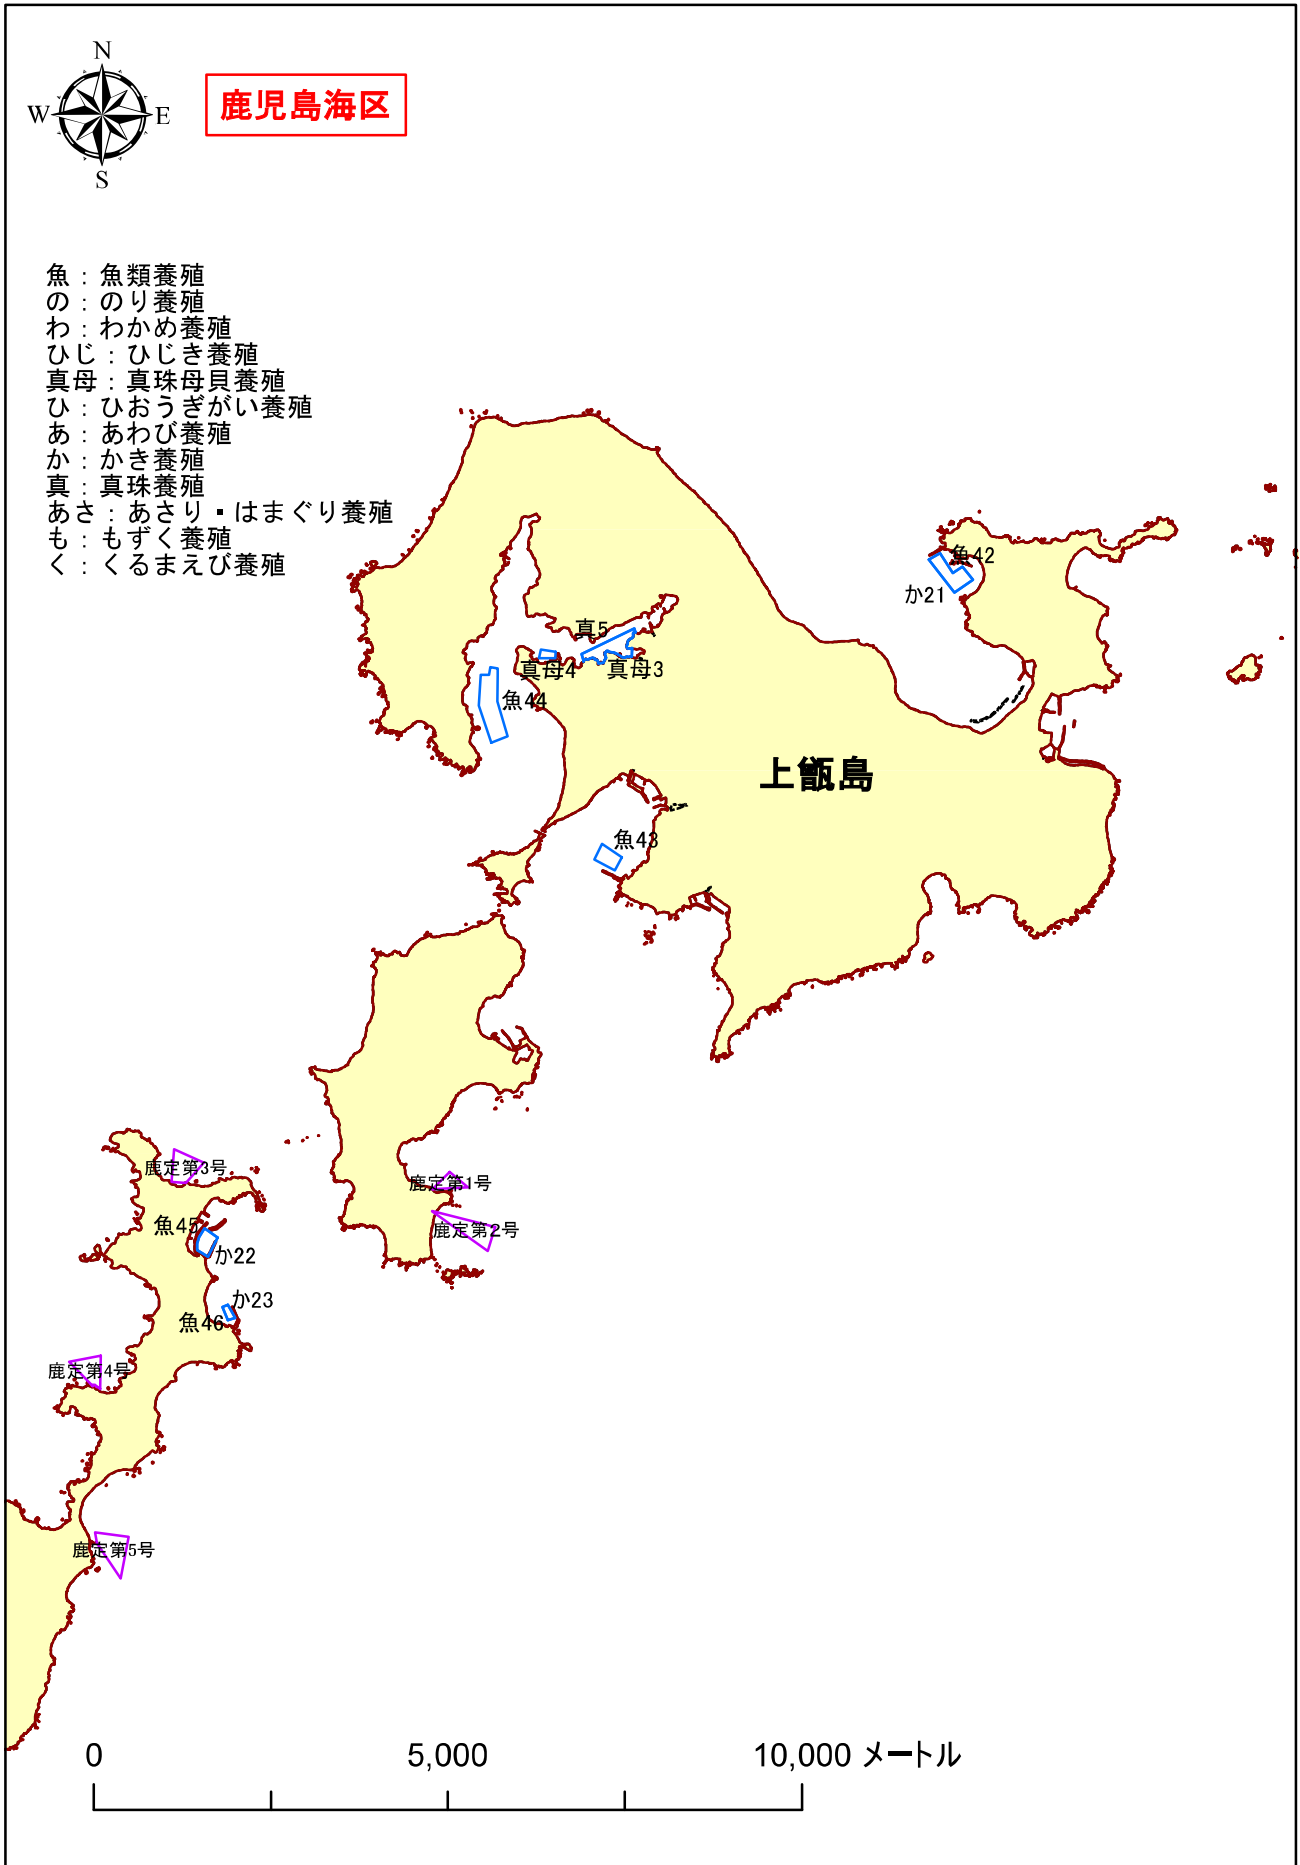 N
W
E
S
鹿児島海区
魚：魚類養殖
の：のり養殖
わ：わかめ養殖
ひじ：ひじき養殖
真母：真珠母貝養殖
ひ：ひおうぎがい養殖
あ：あわび養殖
か：かき養殖
真：真珠養殖
あさ：あさり・はまぐり養殖
も：もずく養殖
く：くるまえび養殖
魚42
か21
真5
真母4
真母3
魚44
上甑島
魚43
鹿定第3号
鹿定第1号
魚45
鹿定第2号
か22
か23
魚46
鹿定第4号
鹿定第5号
0
5,000
10,000 メートル